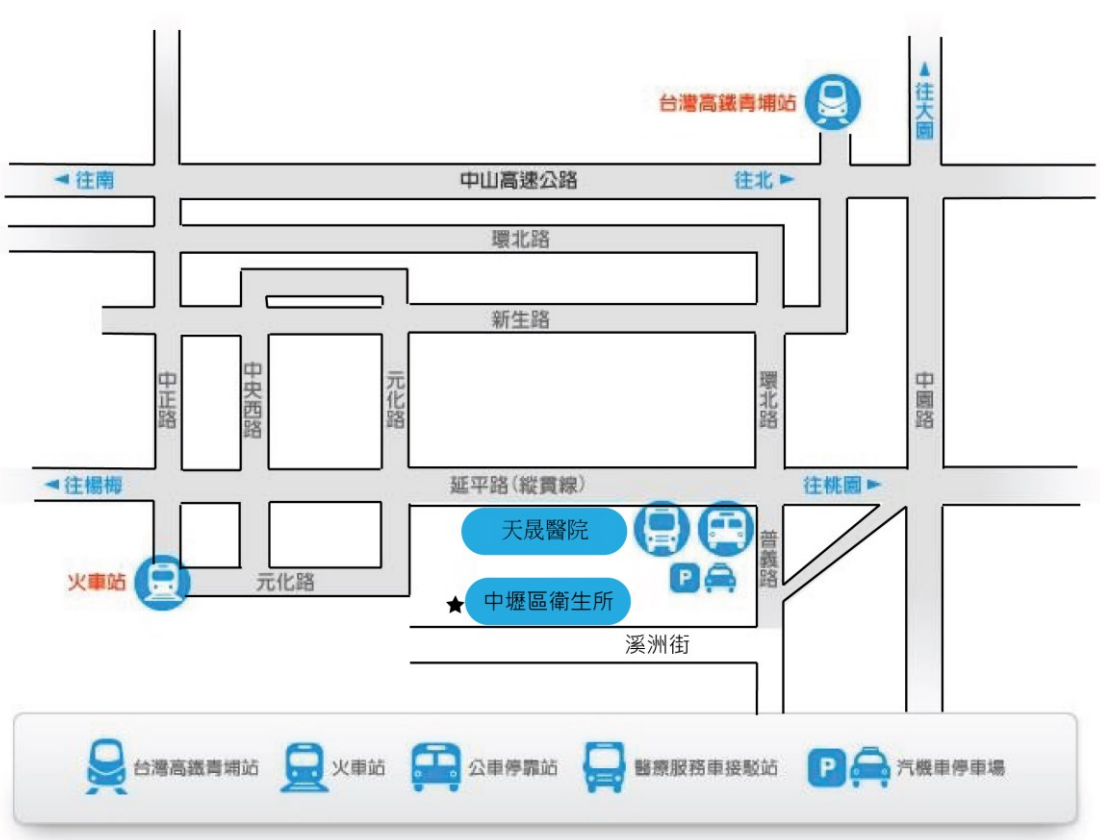 台灣高鐵青埔站
▲往大園
◄ 往南
中山高速公路
往北 ►
環北路
新生路
中正路
中央西路
元化路
環北路
中園路
◄ 往楊梅
延平路(縱貫線)
往桃園 ►
天晟醫院
普義路
火車站
元化路
P
★ 中壢區衛生所
溪洲街
台灣高鐵青埔站
火車站
公車停靠站
醫療服務車接駁站
P
汽機車停車場